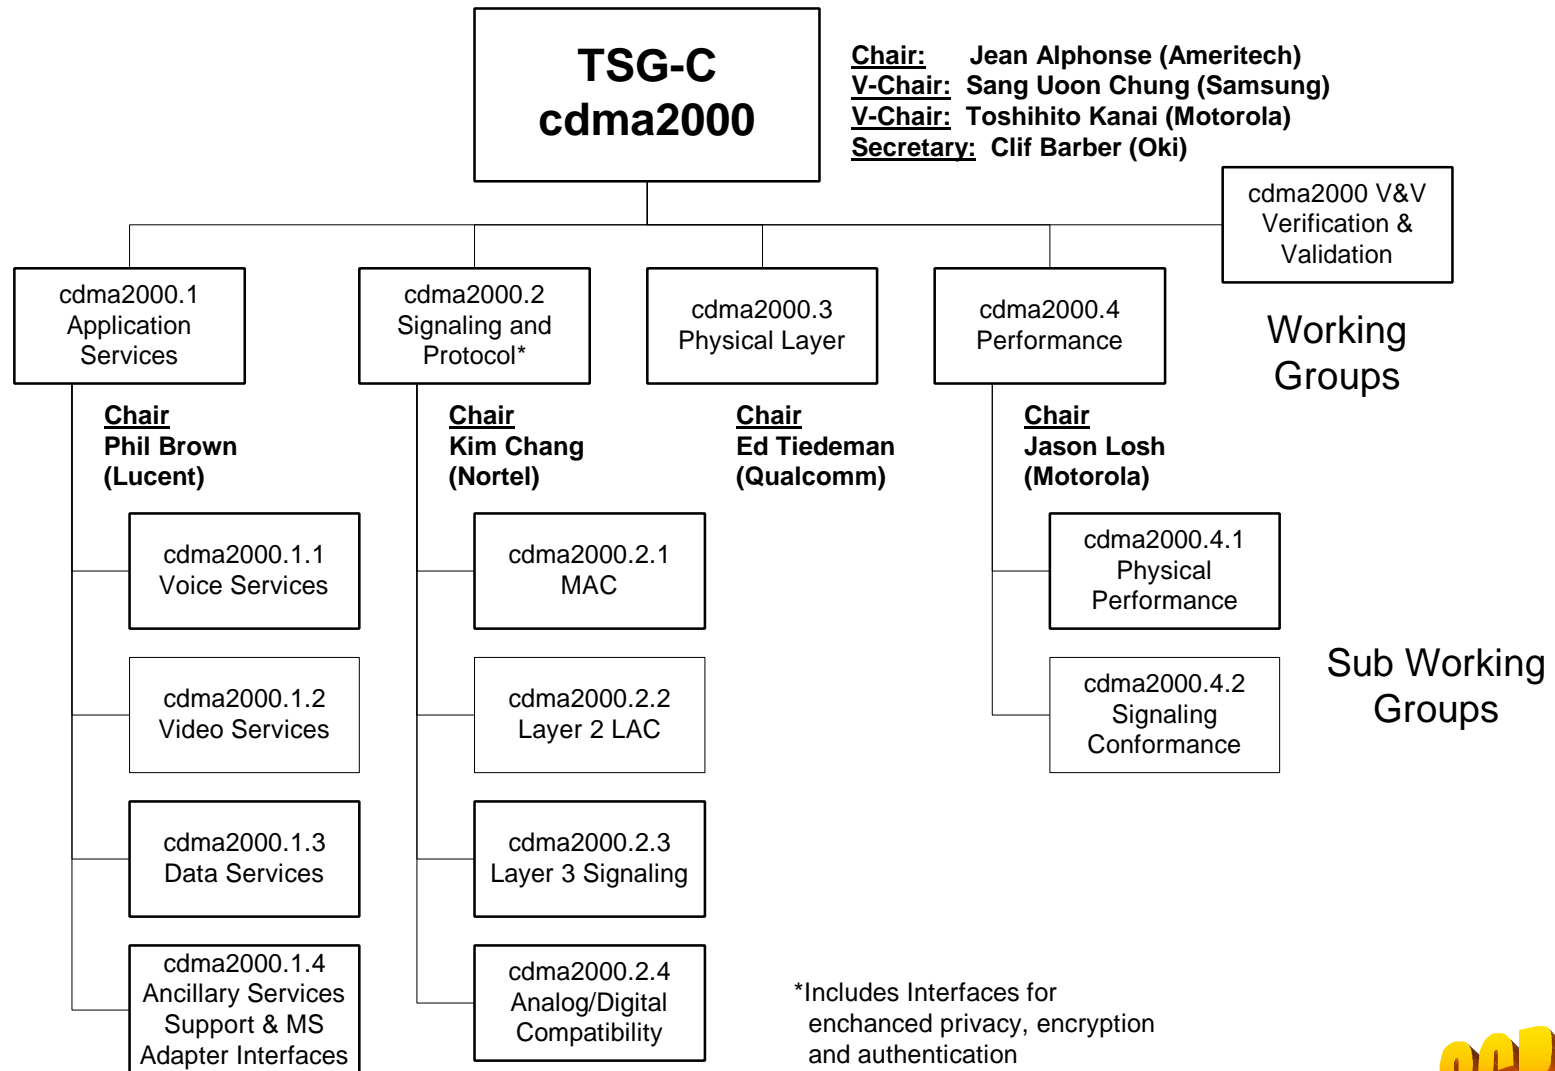 TSG-C
cdma2000
Chair: Jean Alphonse (Ameritech)
V-Chair: Sang Uoon Chung (Samsung)
V-Chair: Toshihito Kanai (Motorola)
Secretary: Clif Barber (Oki)
cdma2000 V&V
Verification &
Validation
cdma2000.1
Application
Services
cdma2000.2
Signaling and
Protocol*
cdma2000.3
Physical Layer
cdma2000.4
Performance
Working
Groups
Chair
Phil Brown
(Lucent)
Chair
Kim Chang
(Nortel)
Chair
Ed Tiedeman
(Qualcomm)
Chair
Jason Losh
(Motorola)
cdma2000.1.1
Voice Services
cdma2000.2.1
MAC
cdma2000.4.1
Physical
Performance
cdma2000.1.2
Video Services
cdma2000.2.2
Layer 2 LAC
cdma2000.4.2
Signaling
Conformance
Sub Working
Groups
cdma2000.1.3
Data Services
cdma2000.2.3
Layer 3 Signaling
cdma2000.1.4
Ancillary Services
Support & MS
Adapter Interfaces
cdma2000.2.4
Analog/Digital
Compatibility
*Includes Interfaces for
enchanced privacy, encryption
and authentication